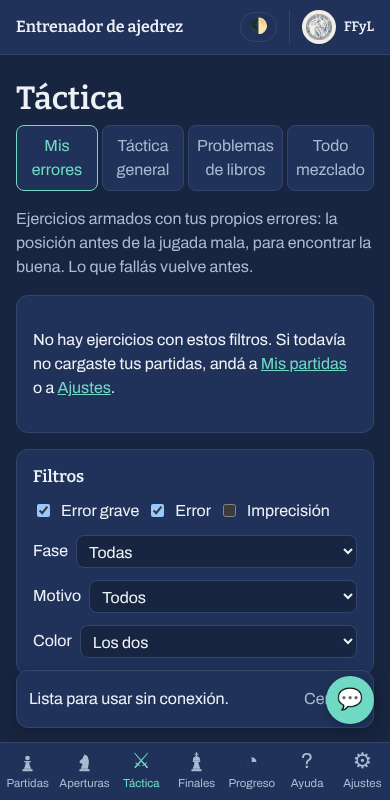 Entrenador de ajedrez
FFyL
Táctica
Mis errores
Táctica general
Problemas de libros
Todo mezclado
Ejercicios armados con tus propios errores: la
posición antes de la jugada mala, para encontrar la
buena. Lo que fallás vuelve antes.
No hay ejercicios con estos filtros. Si todavía
no cargaste tus partidas, andá a Mis partidas
o a Ajustes.
Filtros
Error grave Error Imprecisión
Fase Todas
Motivo Todos
Color Los dos
Lista para usar sin conexión.
Partidas Aperturas Táctica Finales Progreso Ayuda Ajustes